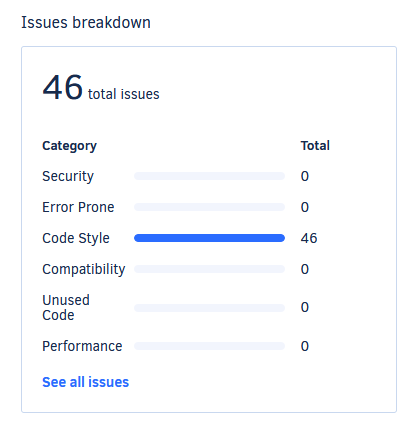 Issues breakdown
46 total issues
Category Total
Security 0
Error Prone 0
Code Style 46
Compatibility 0
Unused
Code 0
Performance 0
See all issues